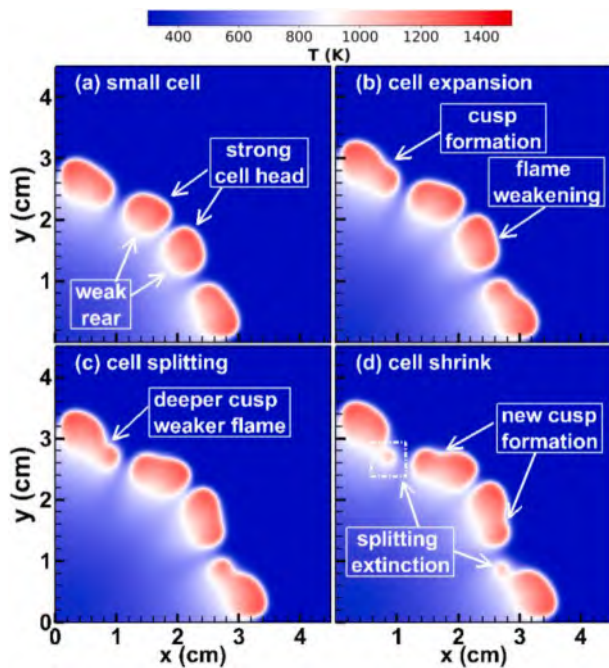 400 600 800 1000 1200 1400
T (K)
(a) small cell
strong
cell head
weak
rear
y (cm)
4
3
2
1
0
(b) cell expansion
cusp
formation
flame
weakening
(c) cell splitting
deeper cusp
weaker flame
y (cm)
4
3
2
1
0
0 1 2 3 4
x (cm)
(d) cell shrink
new cusp
formation
splitting
extinction
1 2 3 4
x (cm)